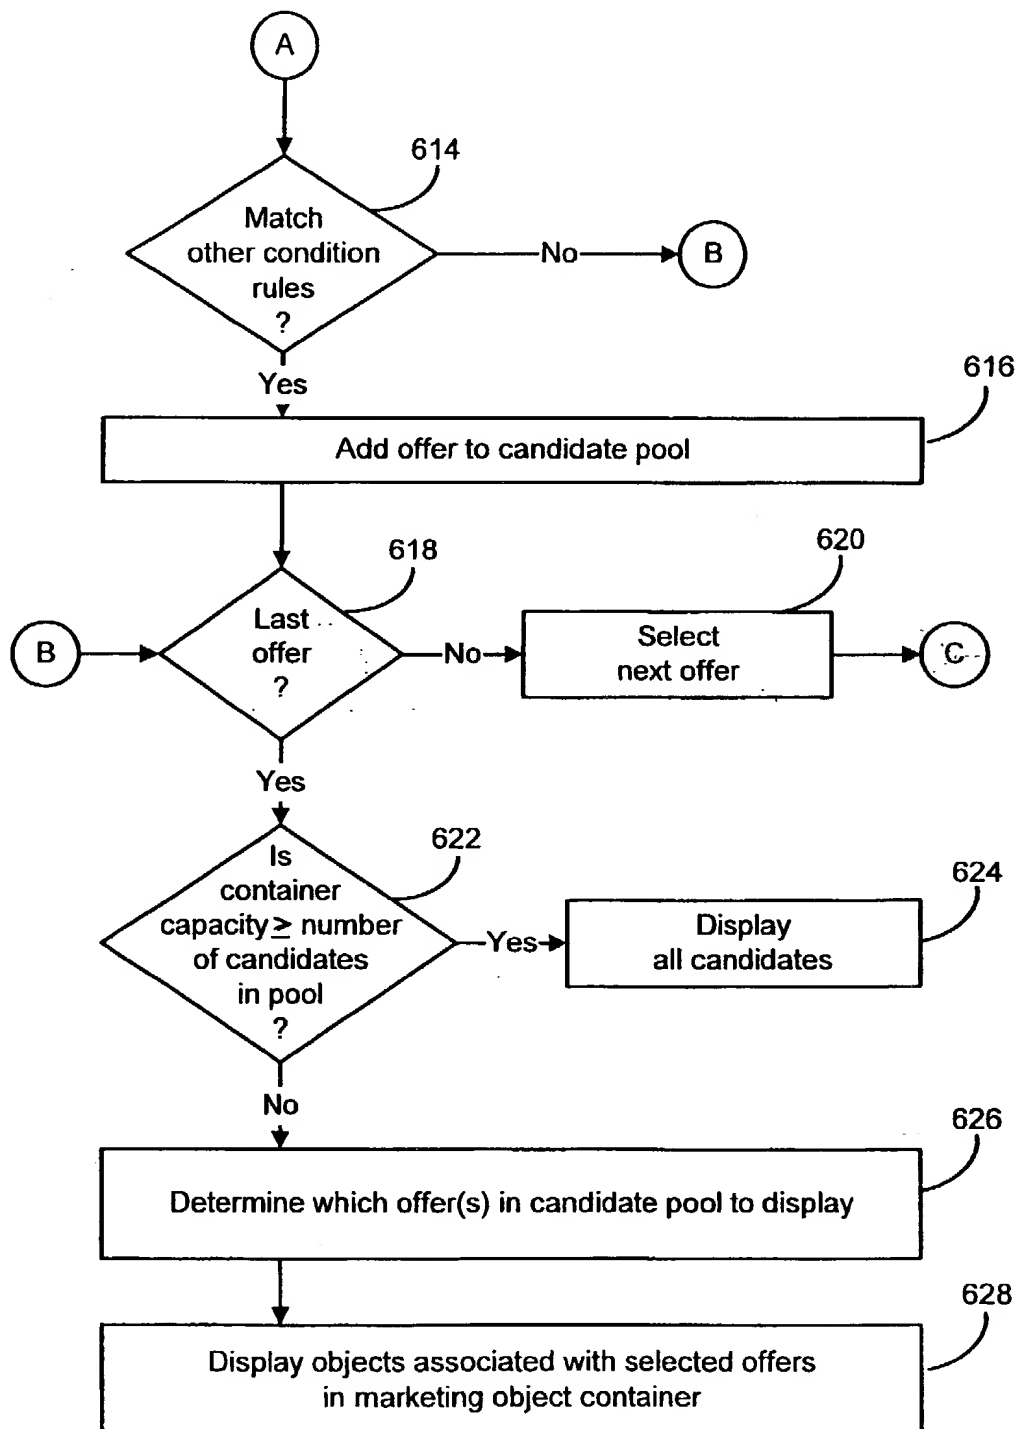 A
614
Match
other condition
rules
?
No
B
Yes
616
Add offer to candidate pool
618
620
Last
offer
?
B
No
Select
next offer
C
Yes
622
Is
container
capacity ≥ number
of candidates
in pool
?
Yes
624
Display
all candidates
No
626
Determine which offer(s) in candidate pool to display
628
Display objects associated with selected offers
in marketing object container